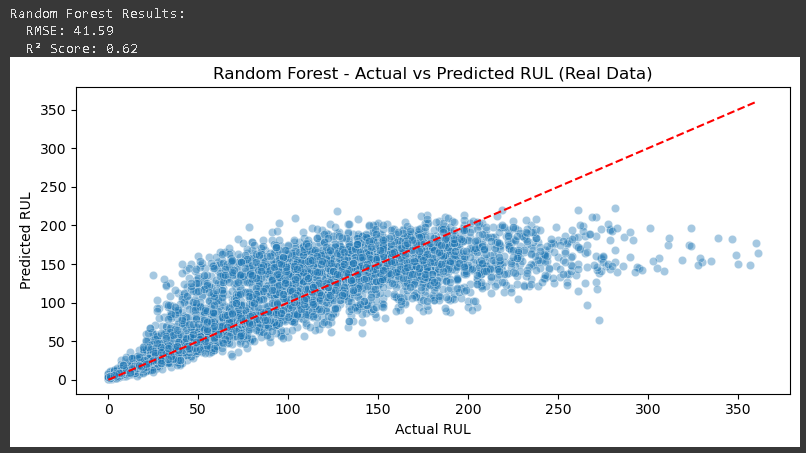 Random Forest Results:
RMSE: 41.59
R² Score: 0.62
Random Forest - Actual vs Predicted RUL (Real Data)
Predicted RUL
350
300
250
200
150
100
50
0
0 50 100 150 200 250 300 350
Actual RUL